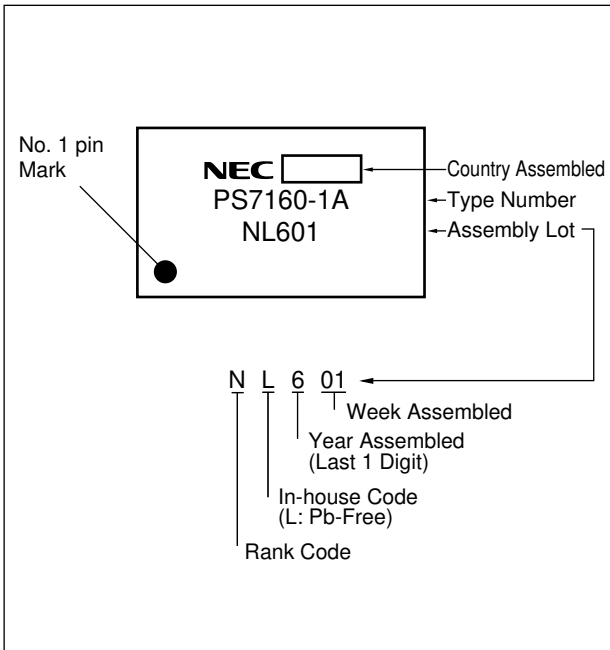 No. 1 pin
Mark
NEC
Country Assembled
PS7160-1A
Type Number
NL601
Assembly Lot
N L 6 01
Week Assembled
Year Assembled
(Last 1 Digit)
In-house Code
(L: Pb-Free)
Rank Code